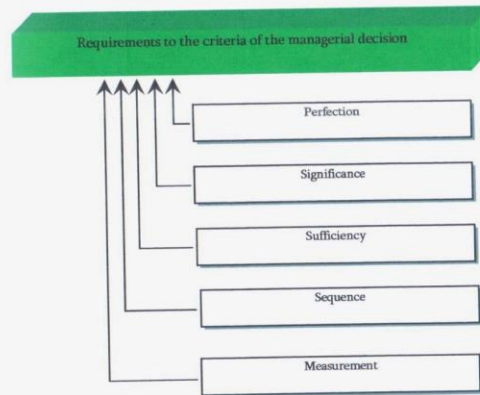 Requirements to the criteria of the managerial decision
Perfection
Significance
Sufficiency
Sequence
Measurement